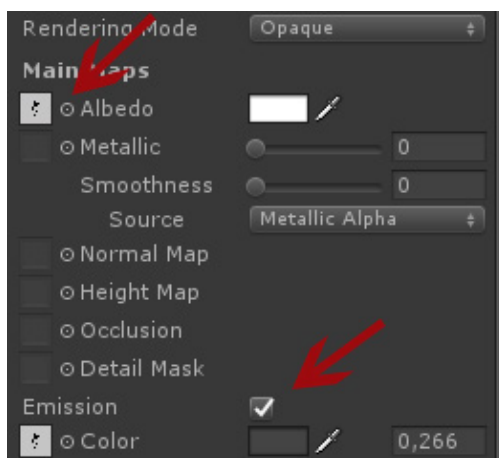 Rendering Mode Opaque
Main Maps
Albedo
Metallic 0
Smoothness 0
Source Metallic Alpha
Normal Map
Height Map
Occlusion
Detail Mask
Emission
Color 0,266